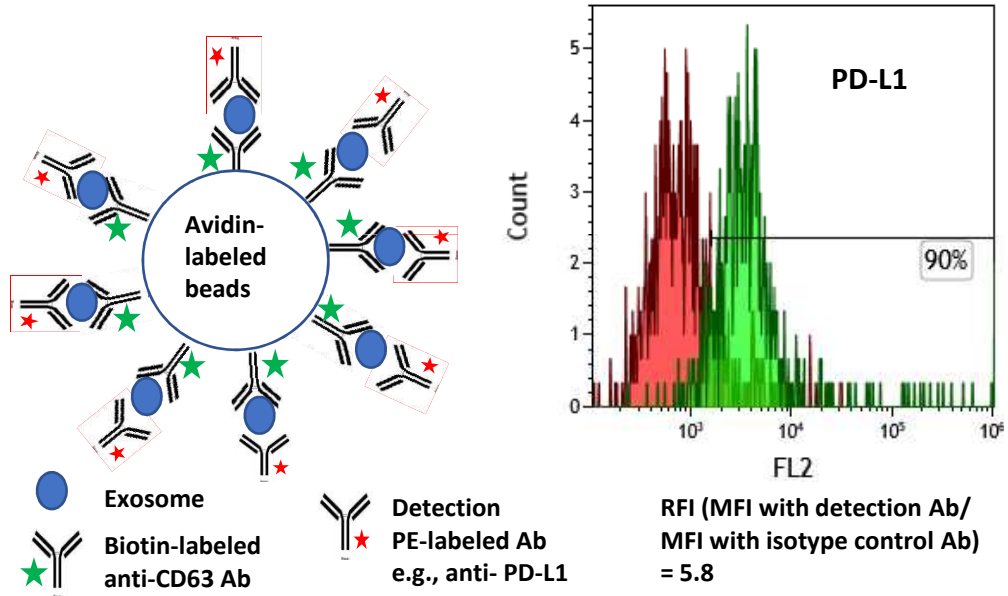 Avidin-
labeled
beads
Exosome
Biotin-labeled
anti-CD63 Ab
Detection
PE-labeled Ab
e.g., anti- PD-L1
PD-L1
Count
5
4
3
2
1
0
90%
10³
10⁴
10⁵
10⁶
FL2
RFI (MFI with detection Ab/
MFI with isotype control Ab)
= 5.8